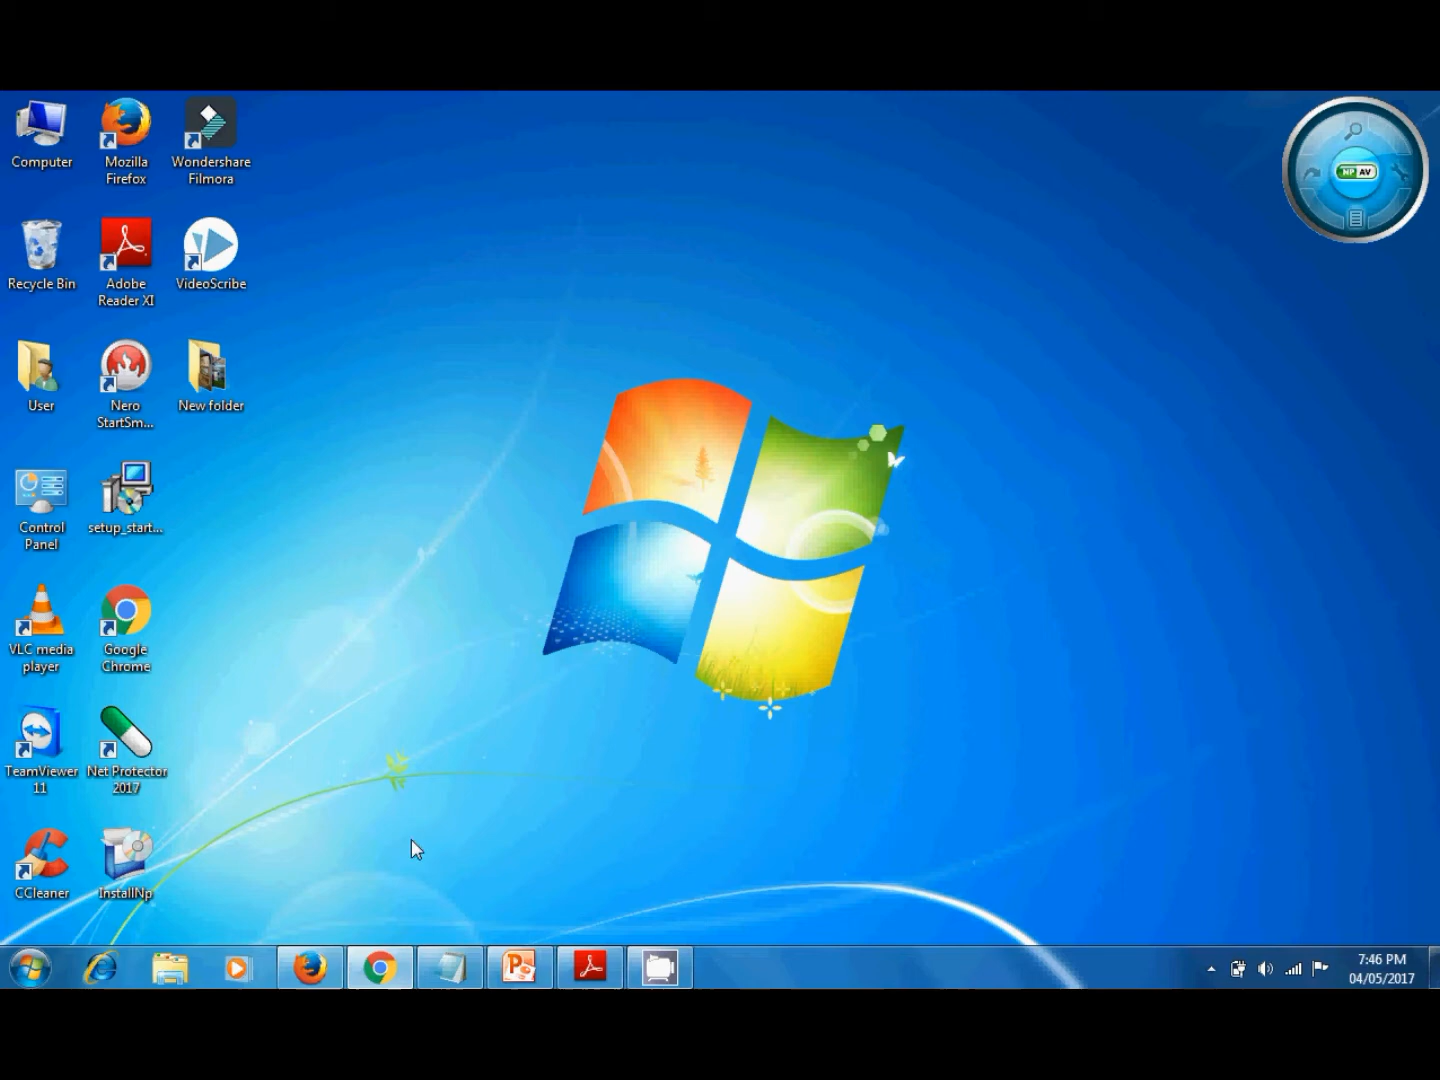 Computer
Mozilla
Firefox
Wondershare
Filmora
NP AV
Recycle Bin
Adobe
Reader XI
VideoScribe
User
Nero
StartSm...
New folder
Control
Panel
setup_start...
VLC media
player
Google
Chrome
TeamViewer
11
Net Protector
2017
CCleaner
InstallNp
7:46 PM
04/05/2017